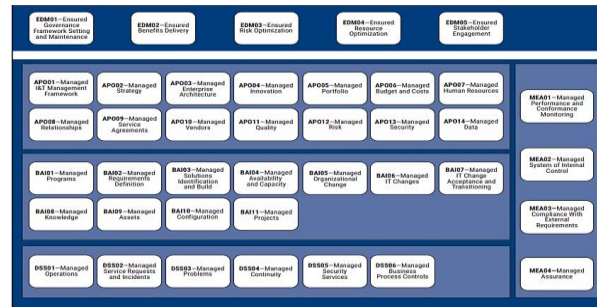 EDM01—Ensured
Governance
Framework Setting
and Maintenance
EDM02—Ensured
Benefits Delivery
EDM03—Ensured
Risk Optimization
EDM04—Ensured
Resource
Optimization
EDM05—Ensured
Stakeholder
Engagement
APO01—Managed
I&T Management
Framework
APO02—Managed
Strategy
APO03—Managed
Enterprise
Architecture
APO04—Managed
Innovation
APO05—Managed
Portfolio
APO06—Managed
Budget and Costs
APO07—Managed
Human Resources
APO08—Managed
Relationships
APO09—Managed
Service
Agreements
APO10—Managed
Vendors
APO11—Managed
Quality
APO12—Managed
Risk
APO13—Managed
Security
APO14—Managed
Data
BAI01—Managed
Programs
BAI02—Managed
Requirements
Definition
BAI03—Managed
Solutions
Identification
and Build
BAI04—Managed
Availability
and Capacity
BAI05—Managed
Organizational
Change
BAI06—Managed
IT Changes
BAI07—Managed
IT Change
Acceptance and
Transitioning
BAI08—Managed
Knowledge
BAI09—Managed
Assets
BAI10—Managed
Configuration
BAI11—Managed
Projects
DSS01—Managed
Operations
DSS02—Managed
Service Requests
and Incidents
DSS03—Managed
Problems
DSS04—Managed
Continuity
DSS05—Managed
Security
Services
DSS06—Managed
Business
Process Controls
MEA01—Managed
Performance and
Conformance
Monitoring
MEA02—Managed
System of Internal
Control
MEA03—Managed
Compliance With
External
Requirements
MEA04—Managed
Assurance